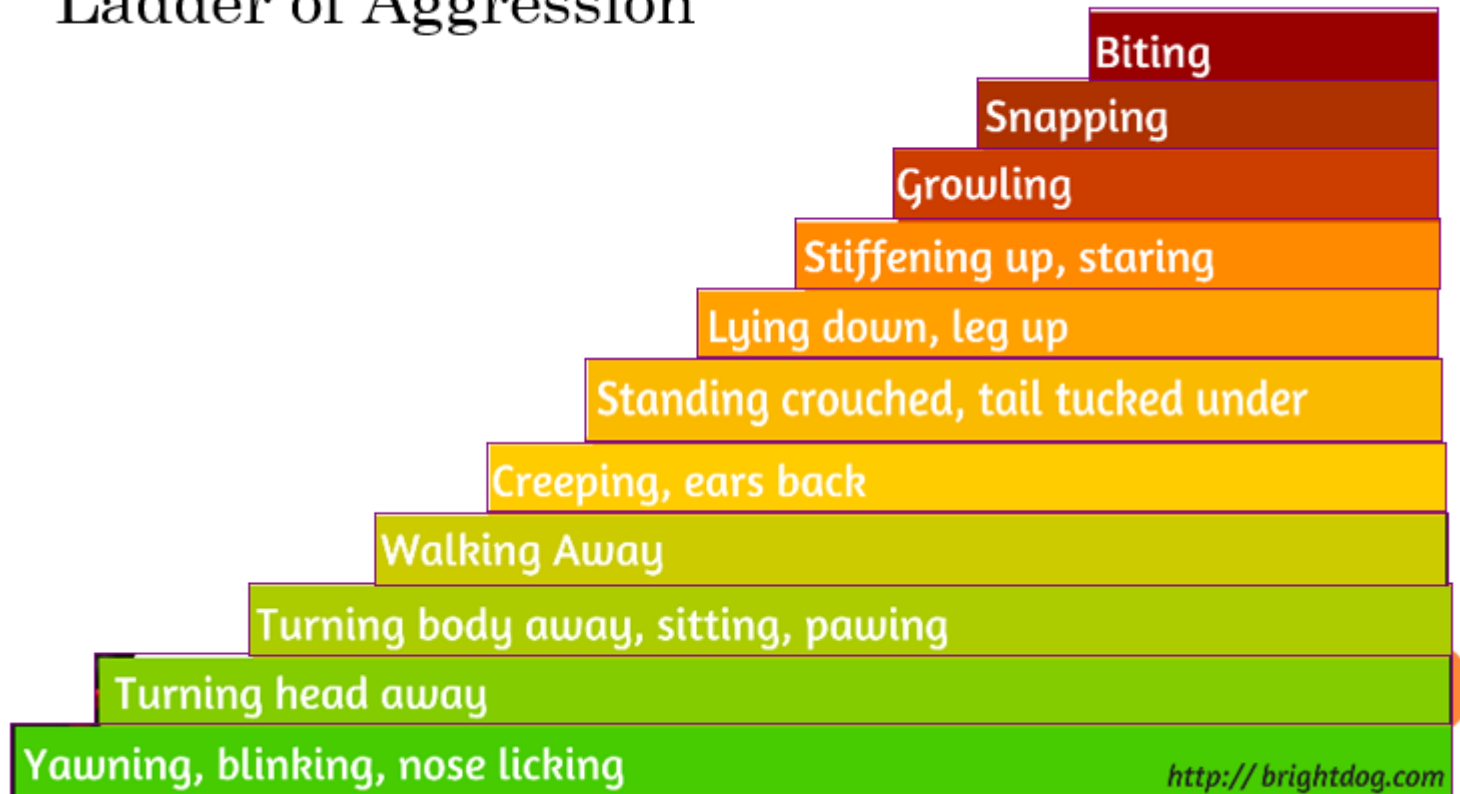 Ladder of Aggression
Biting
Snapping
Growling
Stiffening up, staring
Lying down, leg up
Standing crouched, tail tucked under
Creeping, ears back
Walking Away
Turning body away, sitting, pawing
Turning head away
Yawning, blinking, nose licking
http:// brightdog.com